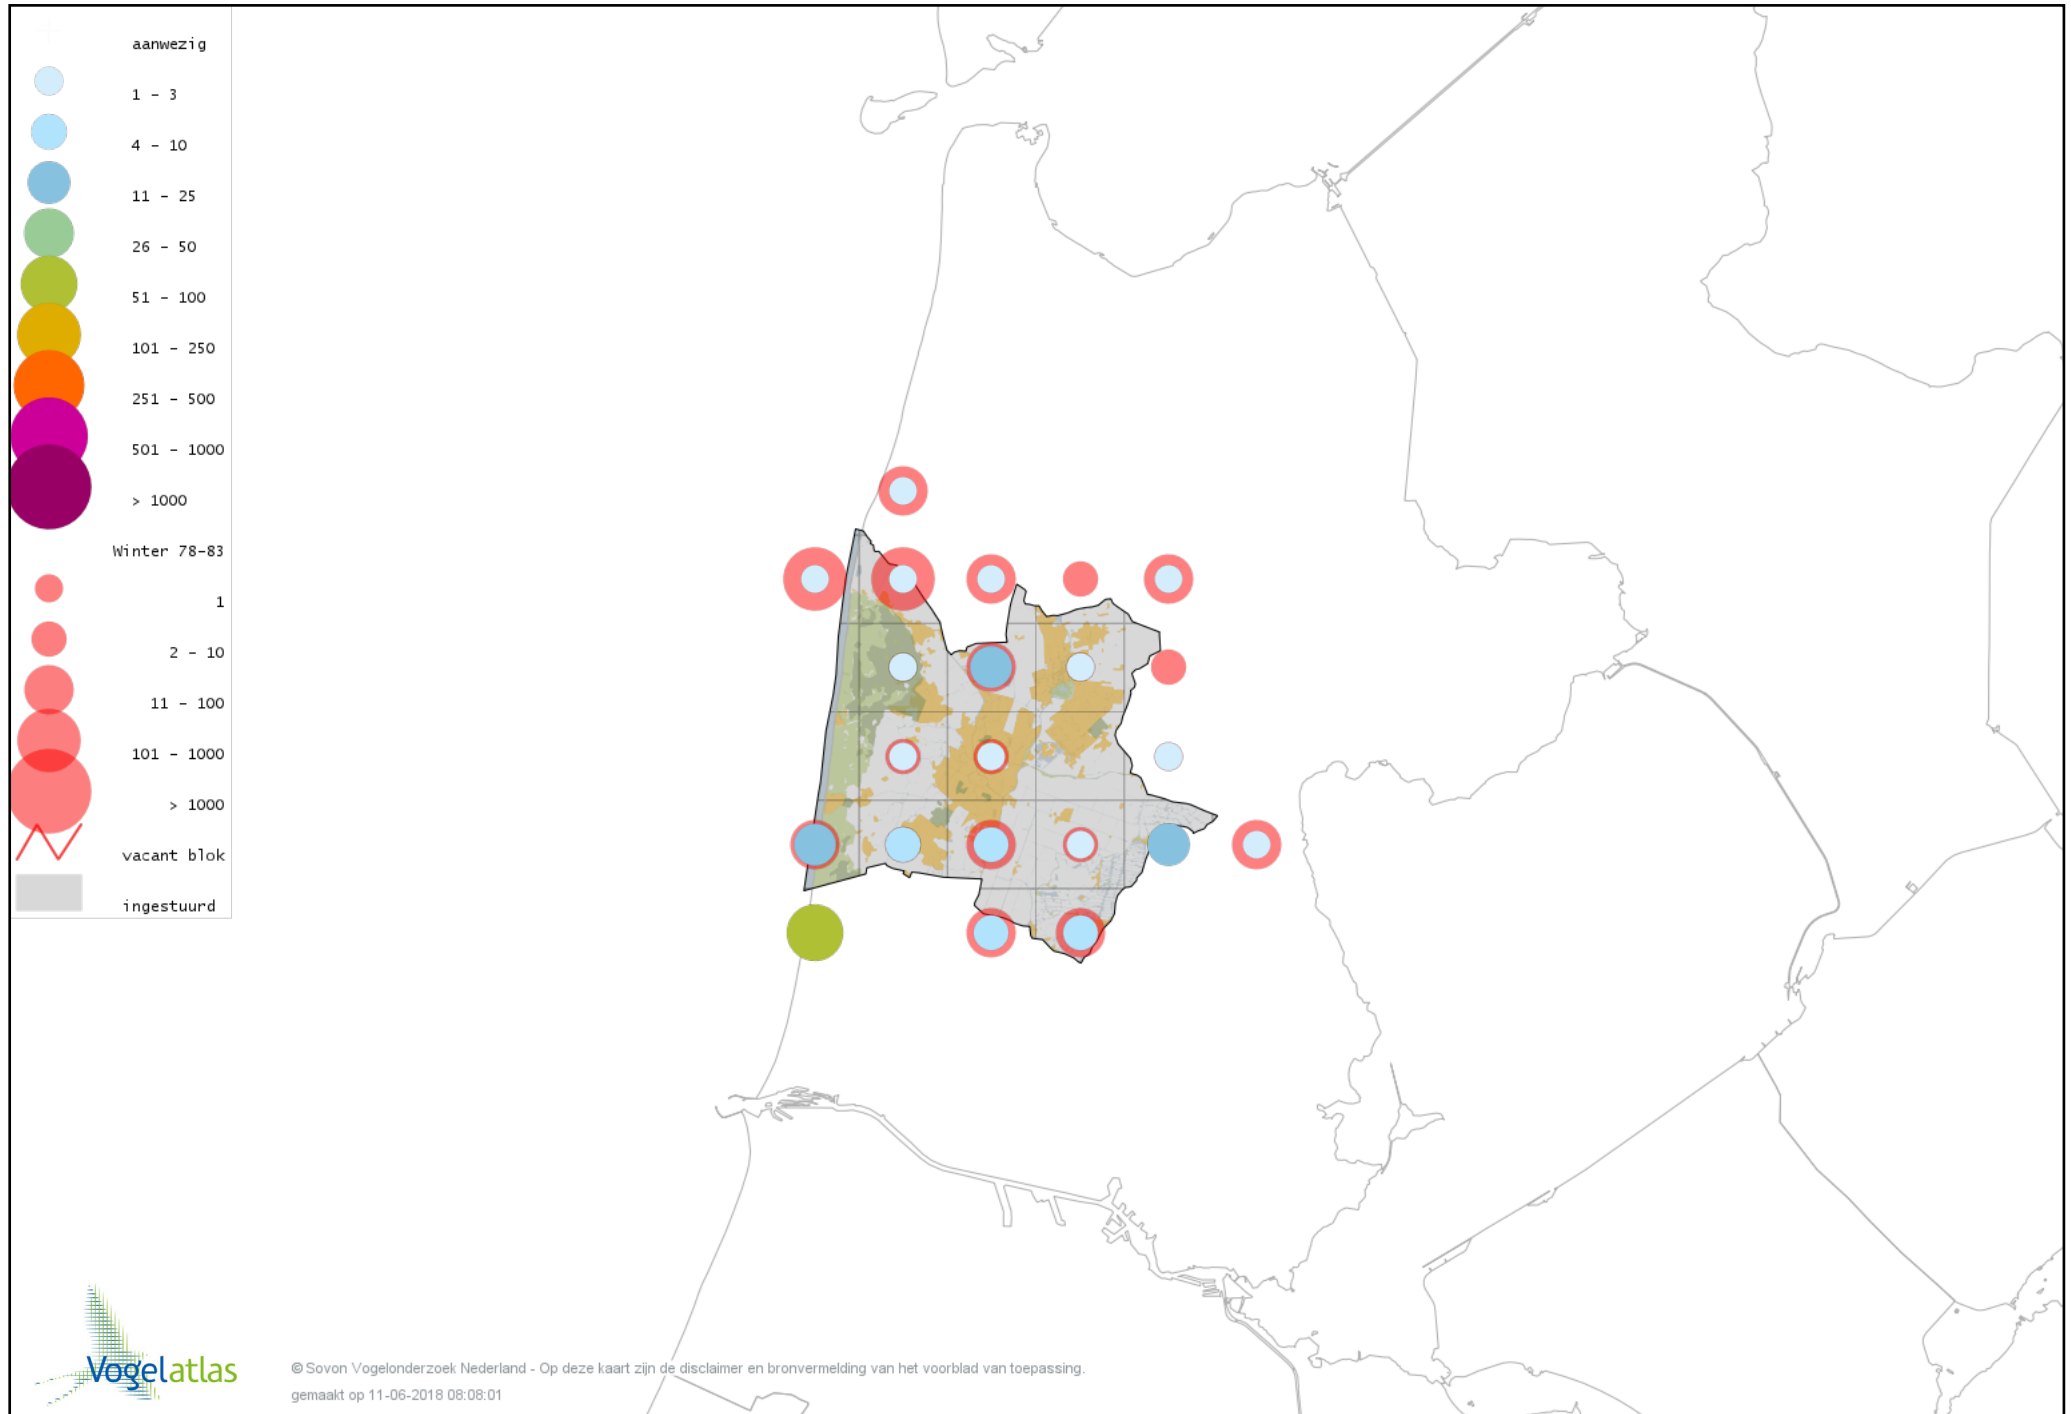 aanwezig
1 - 3
4 - 10
11 - 25
26 - 50
51 - 100
101 - 250
251 - 500
501 - 1000
> 1000
Winter 78-83
1
2 - 10
11 - 100
101 - 1000
> 1000
vacant blok
ingestuurd
Vogelatlas
© Sovon Vogelonderzoek Nederland - Op deze kaart zijn de disclaimer en bronvermelding van het voorblad van toepassing.
gemaakt op 11-06-2018 08:08:01